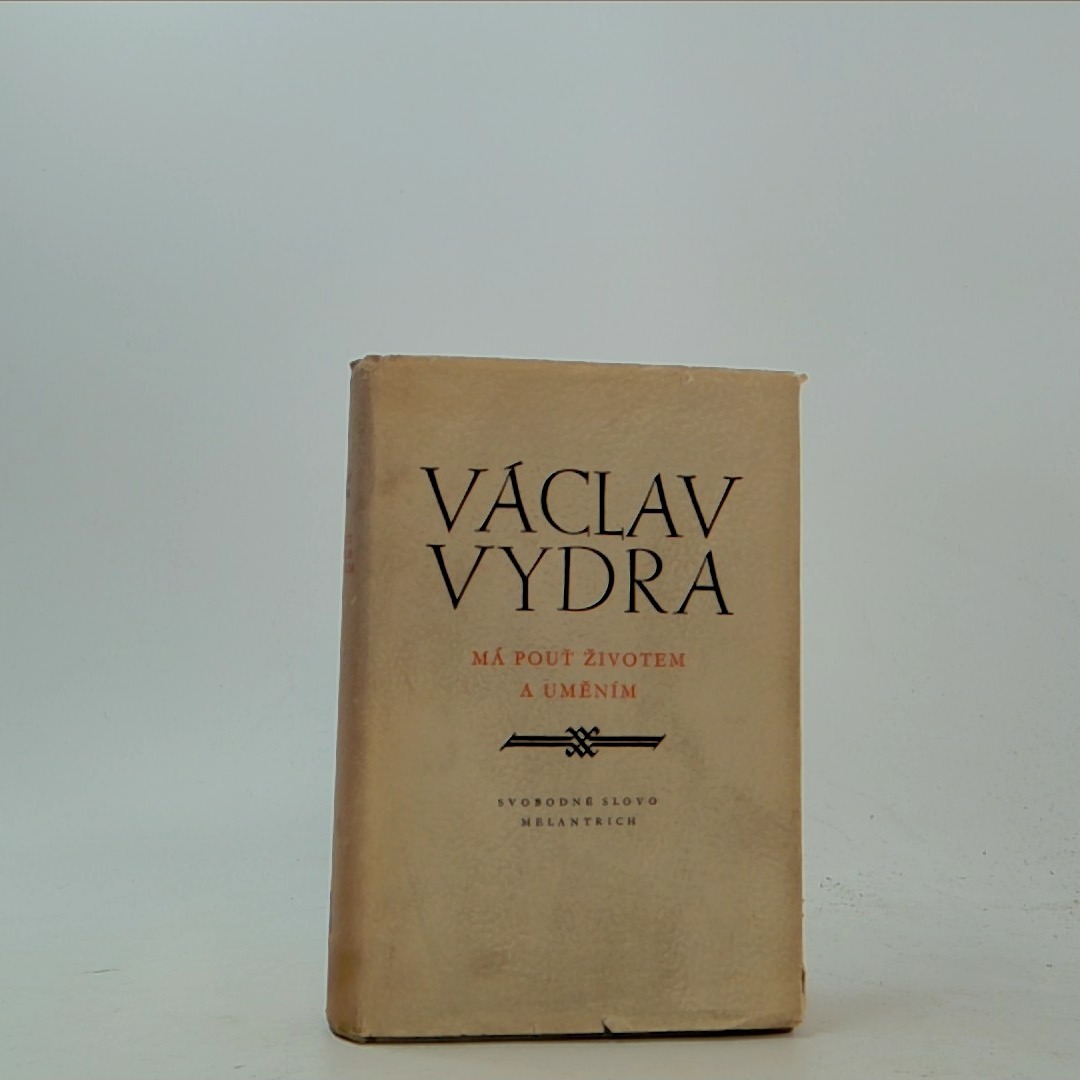 VÁCLAV
VYDRA
MÁ POUŤ ŽIVOTEM
A UMĚNÍM
SVOBODNÉ SLOVO
MELANTRICH